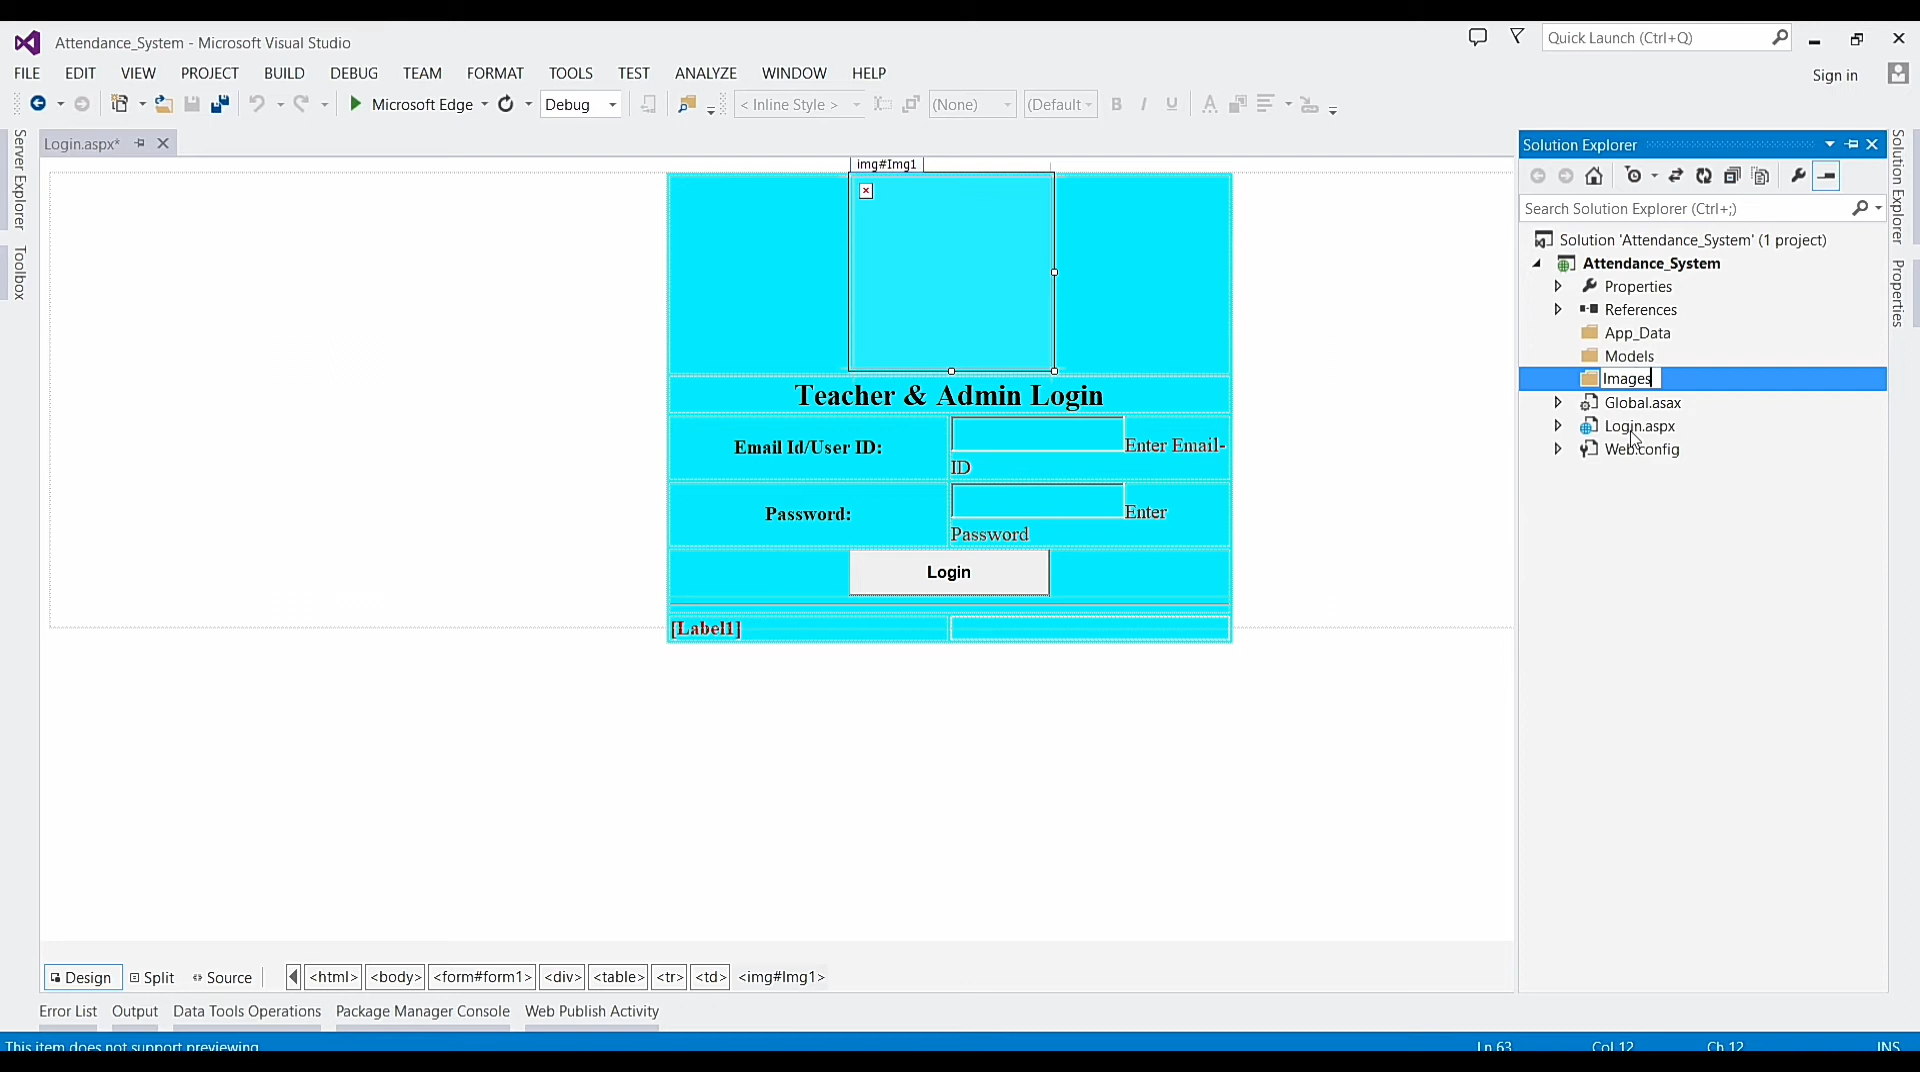 Attendance_System - Microsoft Visual Studio
Quick Launch (Ctrl+Q)
FILE EDIT VIEW PROJECT BUILD DEBUG TEAM FORMAT TOOLS TEST ANALYZE WINDOW HELP
Sign in
Microsoft Edge Debug < Inline Style > (None) (Default B I U A
Server Explorer
Toolbox
Login.aspx*
img#Img1
Teacher & Admin Login
Email Id/User ID:
Enter Email-
ID
Password:
Enter
Password
Login
[Label1]
Solution Explorer
Search Solution Explorer (Ctrl+;)
Solution 'Attendance_System' (1 project)
Attendance_System
Properties
References
App_Data
Models
Images
Global.asax
Login.aspx
Web.config
Solution Explorer
Properties
Design Split Source <html> <body> <form#form1> <div> <table> <tr> <td> <img#Img1>
Error List Output Data Tools Operations Package Manager Console Web Publish Activity
This item does not support previewing Ln 63 Col 12 Ch 12 INS